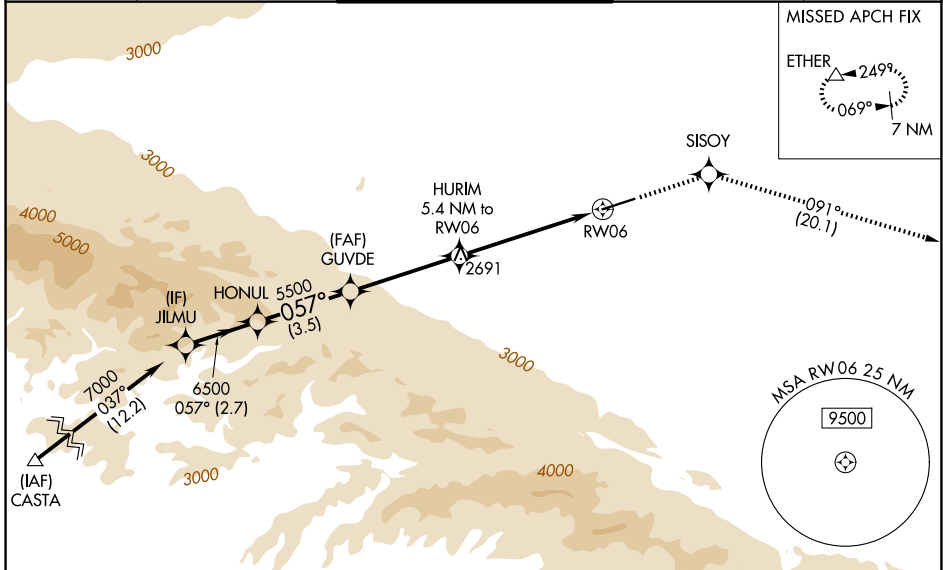 MISSED APCH FIX
ETHER
249°
069°
7 NM
3000
3000
4000
5000
SISOY
HURIM
5.4 NM to
RW06
2691
RW06
091°
(20.1)
(FAF)
GUVDE
HONUL
5500
057°
(3.5)
(IF)
JILMU
6500
057° (2.7)
7000
037°
(12.2)
(IAF)
CASTA
3000
3000
4000
MSA RW06 25 NM
9500